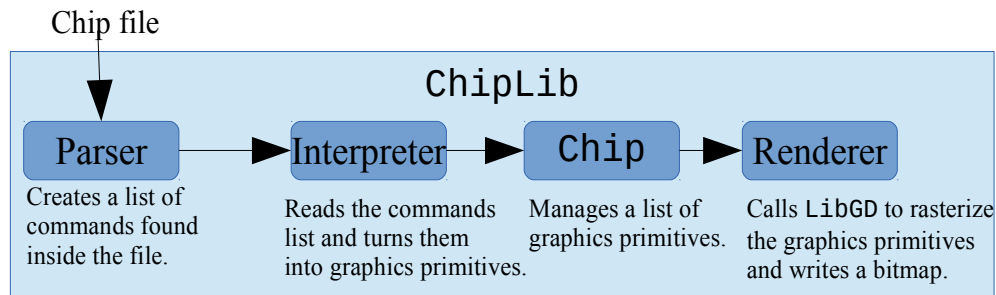 Chip file
ChipLib
Parser
Interpreter
Chip
Renderer
Creates a list of
commands found
inside the file.
Reads the commands
list and turns them
into graphics primitives.
Manages a list of
graphics primitives.
Calls LibGD to rasterize
the graphics primitives
and writes a bitmap.